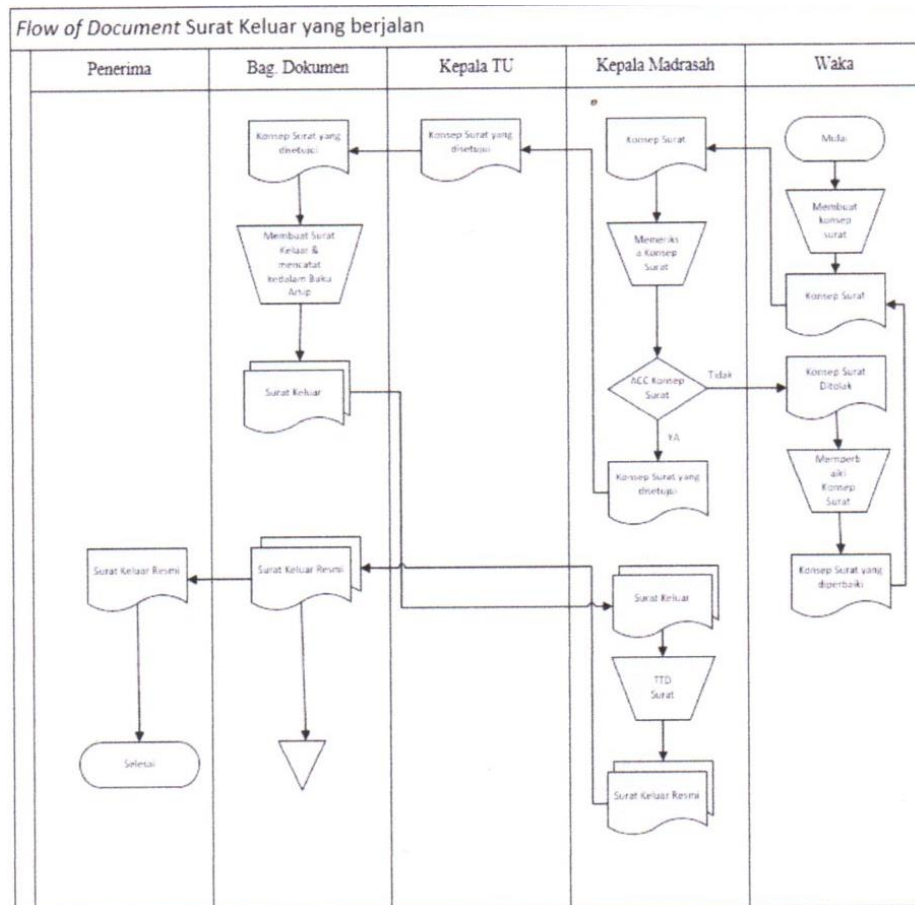 Flow of Document Surat Keluar yang berjalan
Penerima
Bag. Dokumen
Kepala TU
Kepala Madrasah
Waka
Konsep Surat yang
disetujui
Konsep Surat yang
disetujui
Konsep Surat
Mulai
Membuat
konsep
surat
Membuat Surat
Keluar &
mencatat
kedalam Buku
Arsip
Memeriks
a Konsep
Surat
Konsep Surat
Surat Keluar
ACC Konsep
Surat
Tidak
Konsep Surat
Ditolak
YA
Konsep Surat yang
disetujui
Memperb
aiki
Konsep
Surat
Surat Keluar Resmi
Surat Keluar Resmi
Surat Keluar
Konsep Surat yang
diperbaiki
TTD
Surat
Selesai
Surat Keluar Resmi